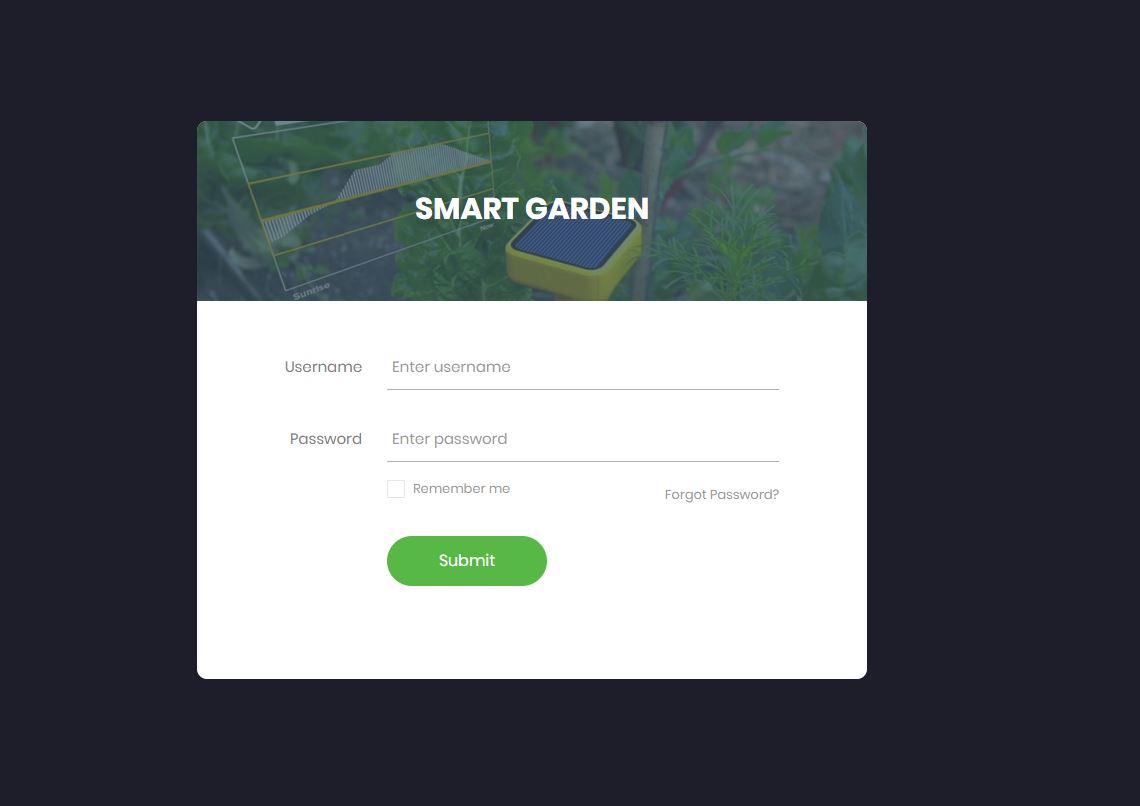 SMART GARDEN
Now
Sunrise
Username
Enter username
Password
Enter password
Remember me
Forgot Password?
Submit